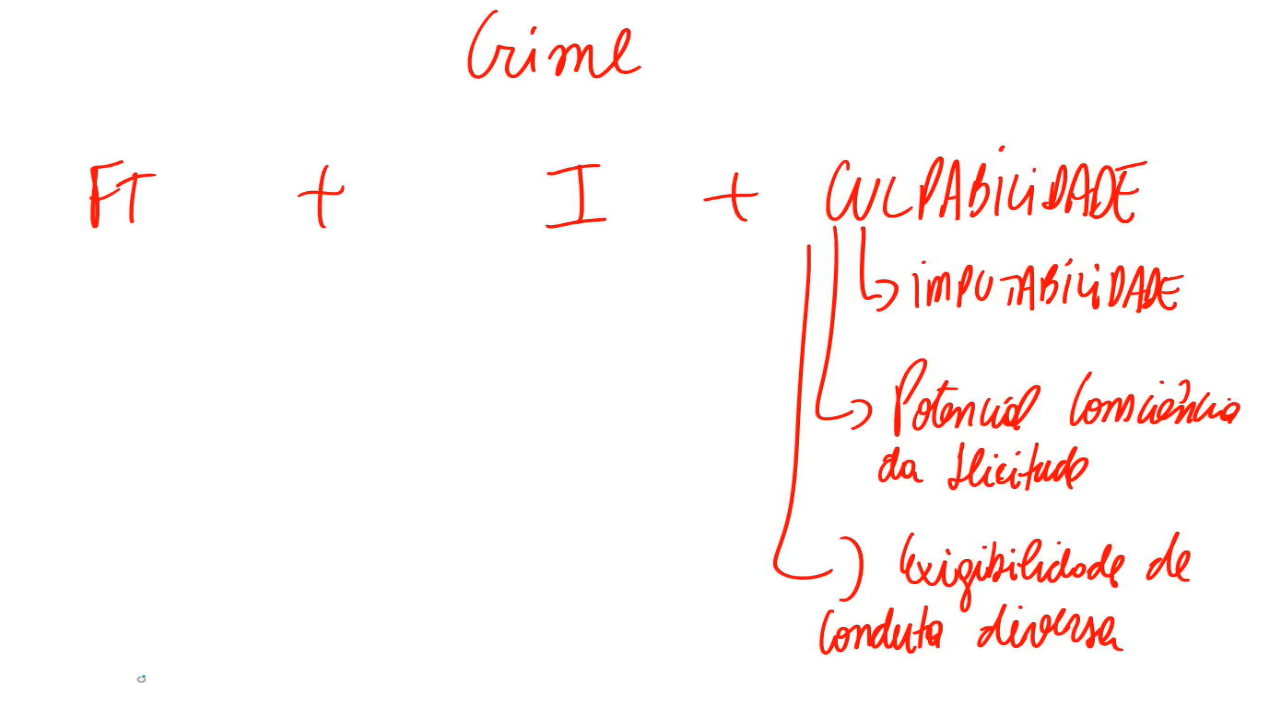 Crime
FT + I + CULPABILIDADE
IMPUTABILIDADE
Potencial Consciência
da Ilicitude
Exigibilidade de
Conduta diversa